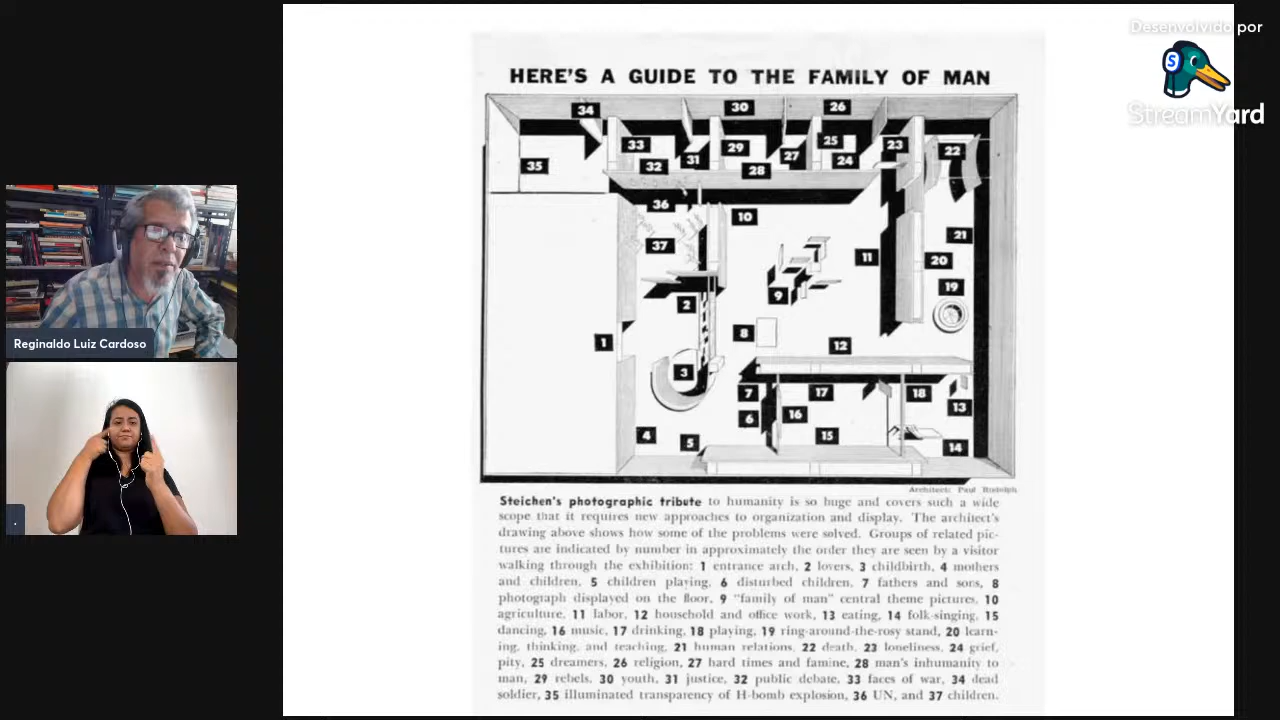 Desenvolvido por
StreamYard
HERE'S A GUIDE TO THE FAMILY OF MAN
34
30
26
33
29
25
23
22
35
32
31
27
24
28
36
10
37
21
11
20
2
9
19
8
1
12
3
7
17
18
13
6
16
4
5
15
14
Architect: Paul Rudolph
Steichen's photographic tribute to humanity is so huge and covers such a wide
scope that it requires new approaches to organization and display. The architect's
drawing above shows how some of the problems were solved. Groups of related pic-
tures are indicated by number in approximately the order they are seen by a visitor
walking through the exhibition: 1 entrance arch, 2 lovers, 3 childbirth, 4 mothers
and children, 5 children playing, 6 disturbed children, 7 fathers and sons, 8
photograph displayed on the floor, 9 "family of man" central theme pictures, 10
agriculture, 11 labor, 12 household and office work, 13 eating, 14 folk-singing, 15
dancing, 16 music, 17 drinking, 18 playing, 19 ring-around-the-rosy stand, 20 learn-
ing, thinking, and teaching, 21 human relations, 22 death, 23 loneliness, 24 grief,
pity, 25 dreamers, 26 religion, 27 hard times and famine, 28 man's inhumanity to
man, 29 rebels, 30 youth, 31 justice, 32 public debate, 33 faces of war, 34 dead
soldier, 35 illuminated transparency of H-bomb explosion, 36 UN, and 37 children.
Reginaldo Luiz Cardoso
.